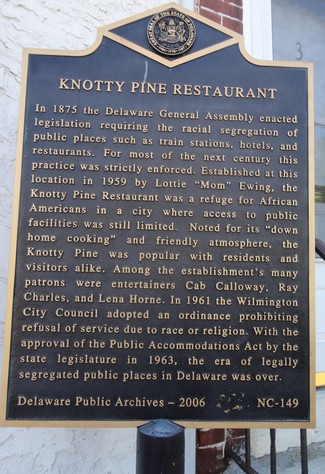 KNOTTY PINE RESTAURANT
In 1875 the Delaware General Assembly enacted
legislation requiring the racial segregation of
public places such as train stations, hotels, and
restaurants. For most of the next century this
practice was strictly enforced. Established at this
location in 1959 by Lottie "Mom" Ewing, the
Knotty Pine Restaurant was a refuge for African
Americans in a city where access to public
facilities was still limited. Noted for its "down
home cooking" and friendly atmosphere, the
Knotty Pine was popular with residents and
visitors alike. Among the establishment's many
patrons were entertainers Cab Calloway, Ray
Charles, and Lena Horne. In 1961 the Wilmington
City Council adopted an ordinance prohibiting
refusal of service due to race or religion. With the
approval of the Public Accommodations Act by the
state legislature in 1963, the era of legally
segregated public places in Delaware was over.
Delaware Public Archives – 2006 NC-149
3